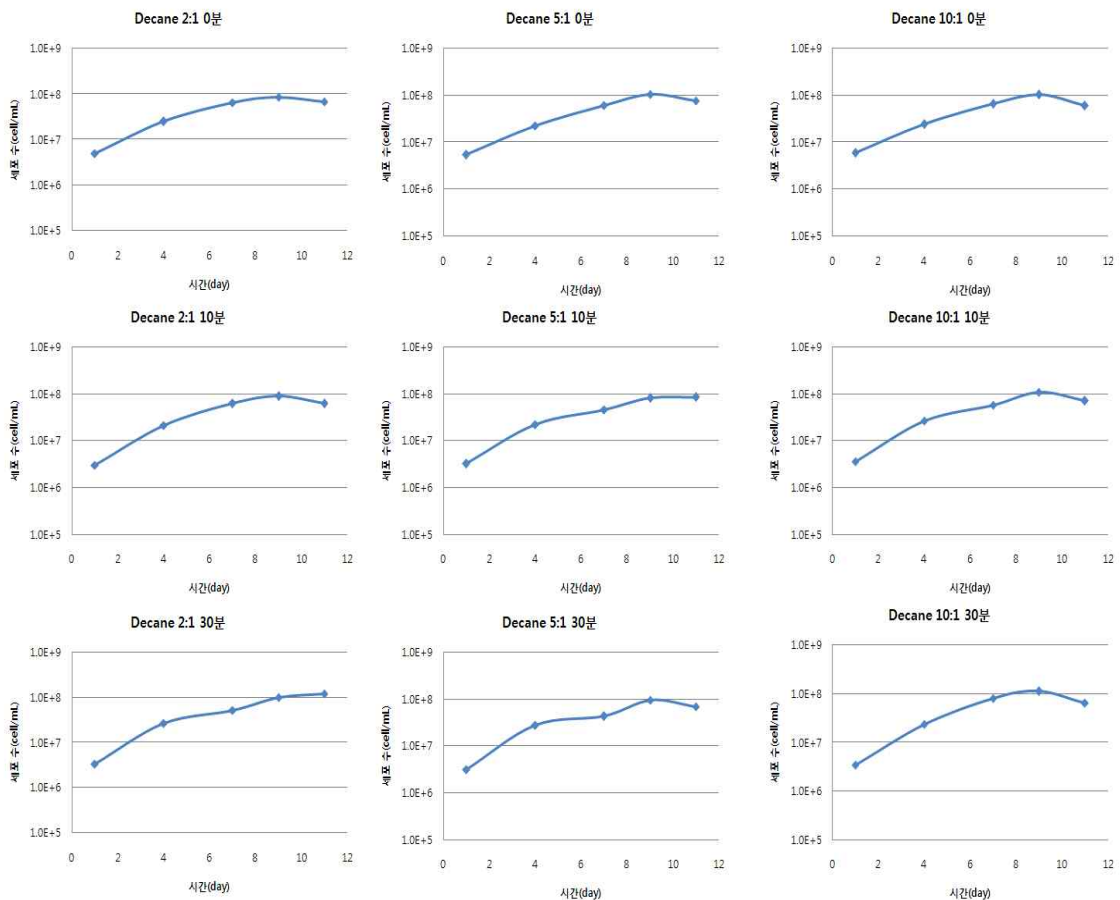 Decane 2:1 0분
1.0E+9
1.0E+8
1.0E+7
1.0E+6
1.0E+5
세포 수(cell/mL)
0 2 4 6 8 10 12
시간(day)
Decane 5:1 0분
1.0E+9
1.0E+8
1.0E+7
1.0E+6
1.0E+5
세포 수(cell/mL)
0 2 4 6 8 10 12
시간(day)
Decane 10:1 0분
1.0E+9
1.0E+8
1.0E+7
1.0E+6
1.0E+5
세포 수(cell/mL)
0 2 4 6 8 10 12
시간(day)
Decane 2:1 10분
1.0E+9
1.0E+8
1.0E+7
1.0E+6
1.0E+5
세포 수(cell/mL)
0 2 4 6 8 10 12
시간(day)
Decane 5:1 10분
1.0E+9
1.0E+8
1.0E+7
1.0E+6
1.0E+5
세포 수(cell/mL)
0 2 4 6 8 10 12
시간(day)
Decane 10:1 10분
1.0E+9
1.0E+8
1.0E+7
1.0E+6
1.0E+5
세포 수(cell/mL)
0 2 4 6 8 10 12
시간(day)
Decane 2:1 30분
1.0E+9
1.0E+8
1.0E+7
1.0E+6
1.0E+5
세포 수(cell/mL)
0 2 4 6 8 10 12
시간(day)
Decane 5:1 30분
1.0E+9
1.0E+8
1.0E+7
1.0E+6
1.0E+5
세포 수(cell/mL)
0 2 4 6 8 10 12
시간(day)
Decane 10:1 30분
1.0E+9
1.0E+8
1.0E+7
1.0E+6
1.0E+5
세포 수(cell/mL)
0 2 4 6 8 10 12
시간(day)